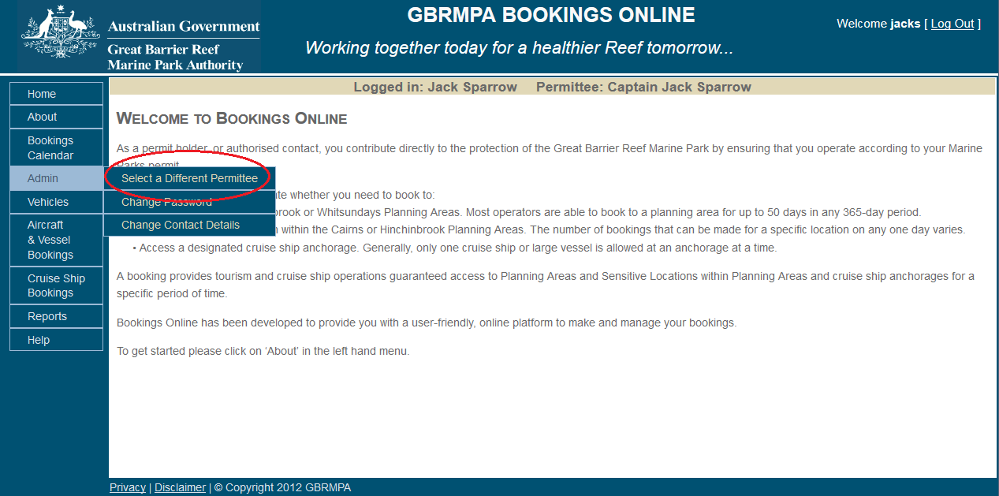 Australian Government
Great Barrier Reef
Marine Park Authority
GBRMPA BOOKINGS ONLINE
Working together today for a healthier Reef tomorrow...
Welcome jacks [ Log Out ]
Logged in: Jack Sparrow Permittee: Captain Jack Sparrow
Home
About
Bookings
Calendar
Admin
Vehicles
Aircraft
& Vessel
Bookings
Cruise Ship
Bookings
Reports
Help
Select a Different Permittee
Change Password
Change Contact Details
WELCOME TO BOOKINGS ONLINE
As a permit holder, or authorised contact, you contribute directly to the protection of the Great Barrier Reef Marine Park by ensuring that you operate according to your Marine
Parks permit.
whether you need to book to:
or Whitsundays Planning Areas. Most operators are able to book to a planning area for up to 50 days in any 365-day period.
within the Cairns or Hinchinbrook Planning Areas. The number of bookings that can be made for a specific location on any one day varies.
• Access a designated cruise ship anchorage. Generally, only one cruise ship or large vessel is allowed at an anchorage at a time.
A booking provides tourism and cruise ship operations guaranteed access to Planning Areas and Sensitive Locations within Planning Areas and cruise ship anchorages for a
specific period of time.
Bookings Online has been developed to provide you with a user-friendly, online platform to make and manage your bookings.
To get started please click on ‘About’ in the left hand menu.
Privacy | Disclaimer | © Copyright 2012 GBRMPA